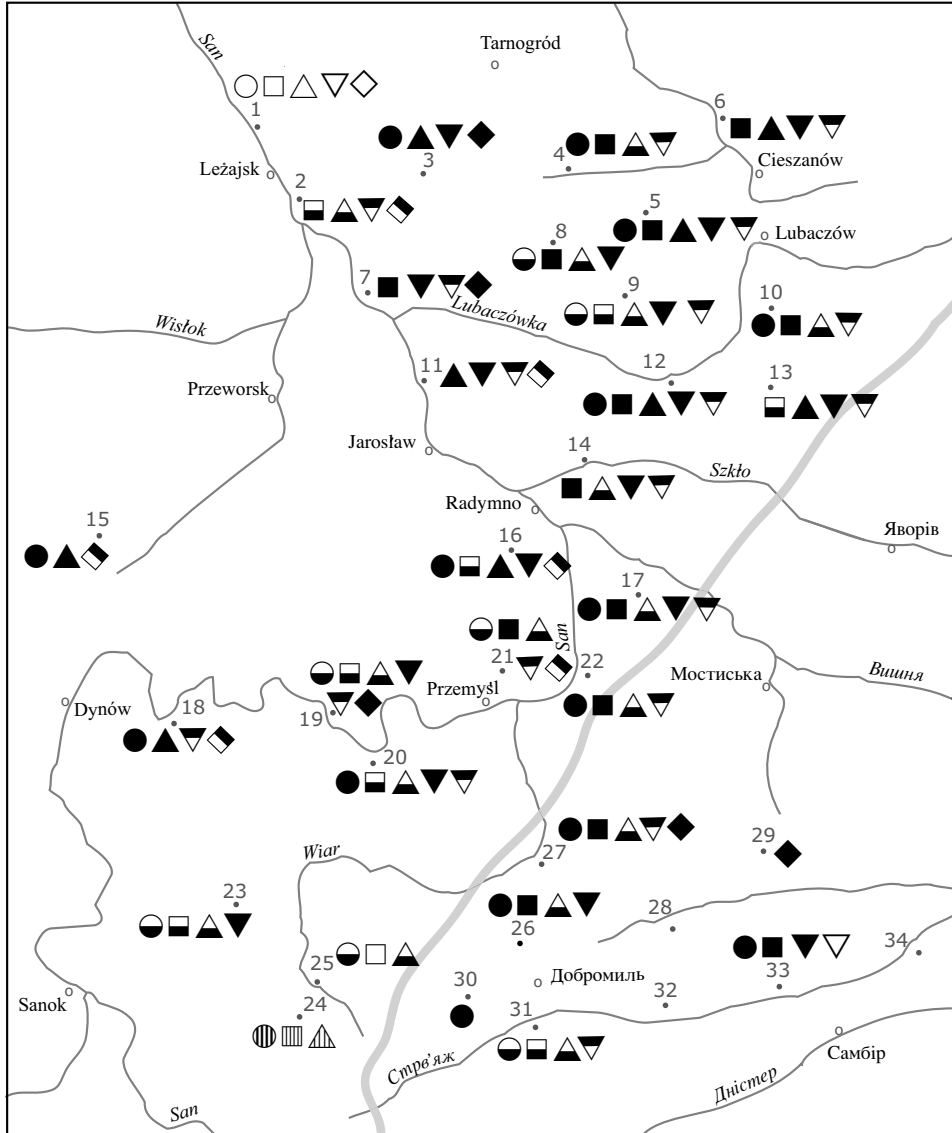 San
Tarnogród
1
6
3
4
Cieszanów
Leżajsk
2
5
Lubaczów
8
7
9
10
Lubaczówka
Wisłok
11
12
13
Przeworsk
Jarosław
14
Szkło
Radymno
15
16
Яворів
17
San
21
22
Мостиська
Вишня
Dynów
18
19
Przemyśl
20
Wiar
27
29
23
28
26
25
34
Sanok
24
30
Добромиль
32
33
31
Самбір
Стрв'яж
Дністер
San